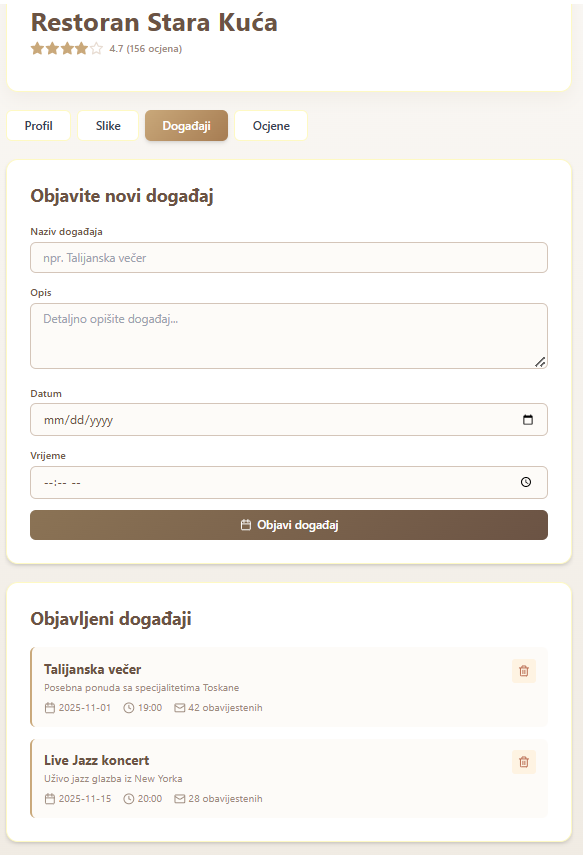 Restoran Stara Kuća
4.7 (156 ocjena)
Profil Slike Događaji Ocjene
Objavite novi događaj
Naziv događaja
npr. Talijanska večer
Opis
Detaljno opišite događaj...
Datum
mm/dd/yyyy
Vrijeme
--:-- --
Objavi događaj
Objavljeni događaji
Talijanska večer
Posebna ponuda sa specijalitetima Toskane
2025-11-01 19:00 42 obavijestenih
Live Jazz koncert
Uživo jazz glazba iz New Yorka
2025-11-15 20:00 28 obavijestenih